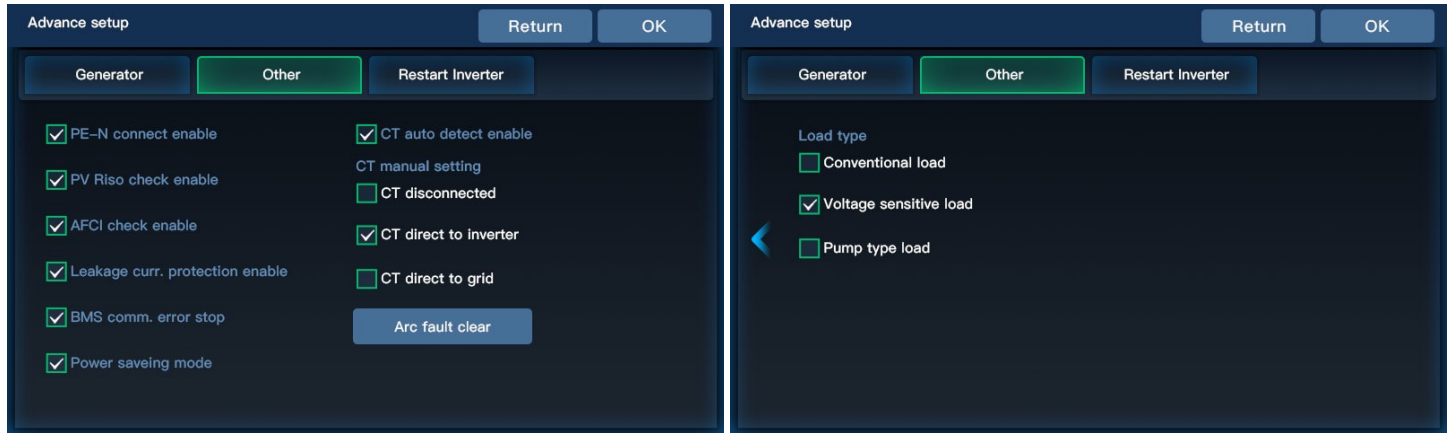 Advance setup
Return
OK
Generator
Other
Restart Inverter
PE-N connect enable
PV Riso check enable
AFCI check enable
Leakage curr. protection enable
BMS comm. error stop
Power saveing mode
CT auto detect enable
CT manual setting
CT disconnected
CT direct to inverter
CT direct to grid
Arc fault clear
Advance setup
Return
OK
Generator
Other
Restart Inverter
Load type
Conventional load
Voltage sensitive load
Pump type load